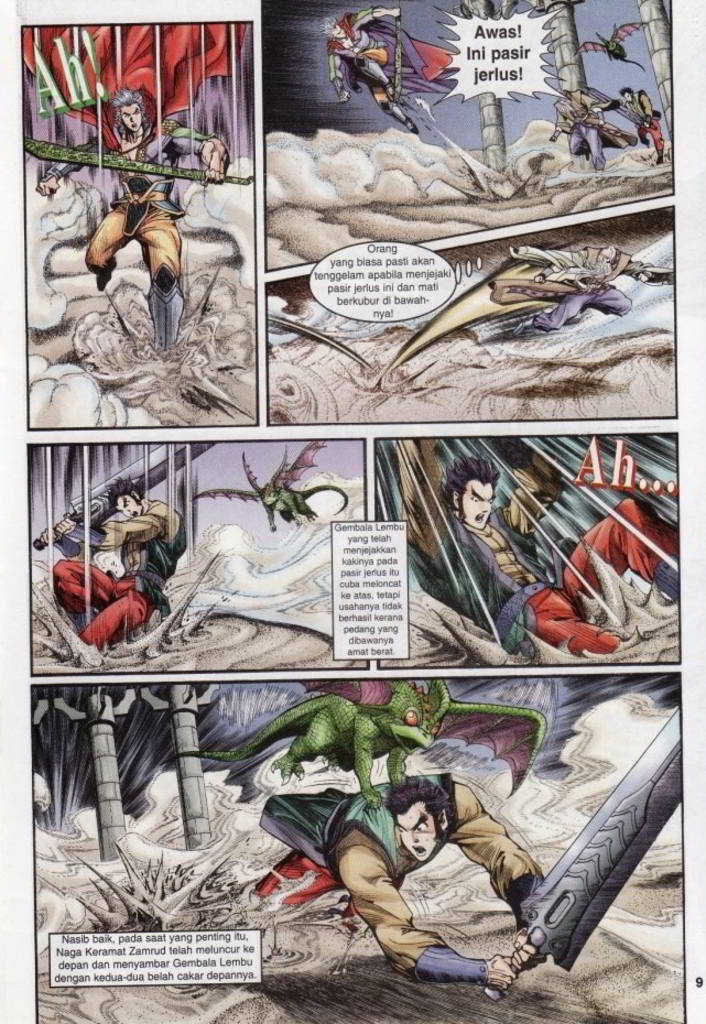 Ah!
Awas!
Ini pasir
jerlus!
Orang
yang biasa pasti akan
tenggelam apabila menjejaki
pasir jerlus ini dan mati
berkubur di bawah-
nya!
Gembala Lembu
yang telah
menjejakkan
kakinya pada
pasir jerlus itu
cuba meloncat
ke atas, tetapi
usahanya tidak
berhasil kerana
pedang yang
dibawanya
amat berat.
Ah...
Nasib baik, pada saat yang penting itu,
Naga Keramat Zamrud telah meluncur ke
depan dan menyambar Gembala Lembu
dengan kedua-dua belah cakar depannya.
9